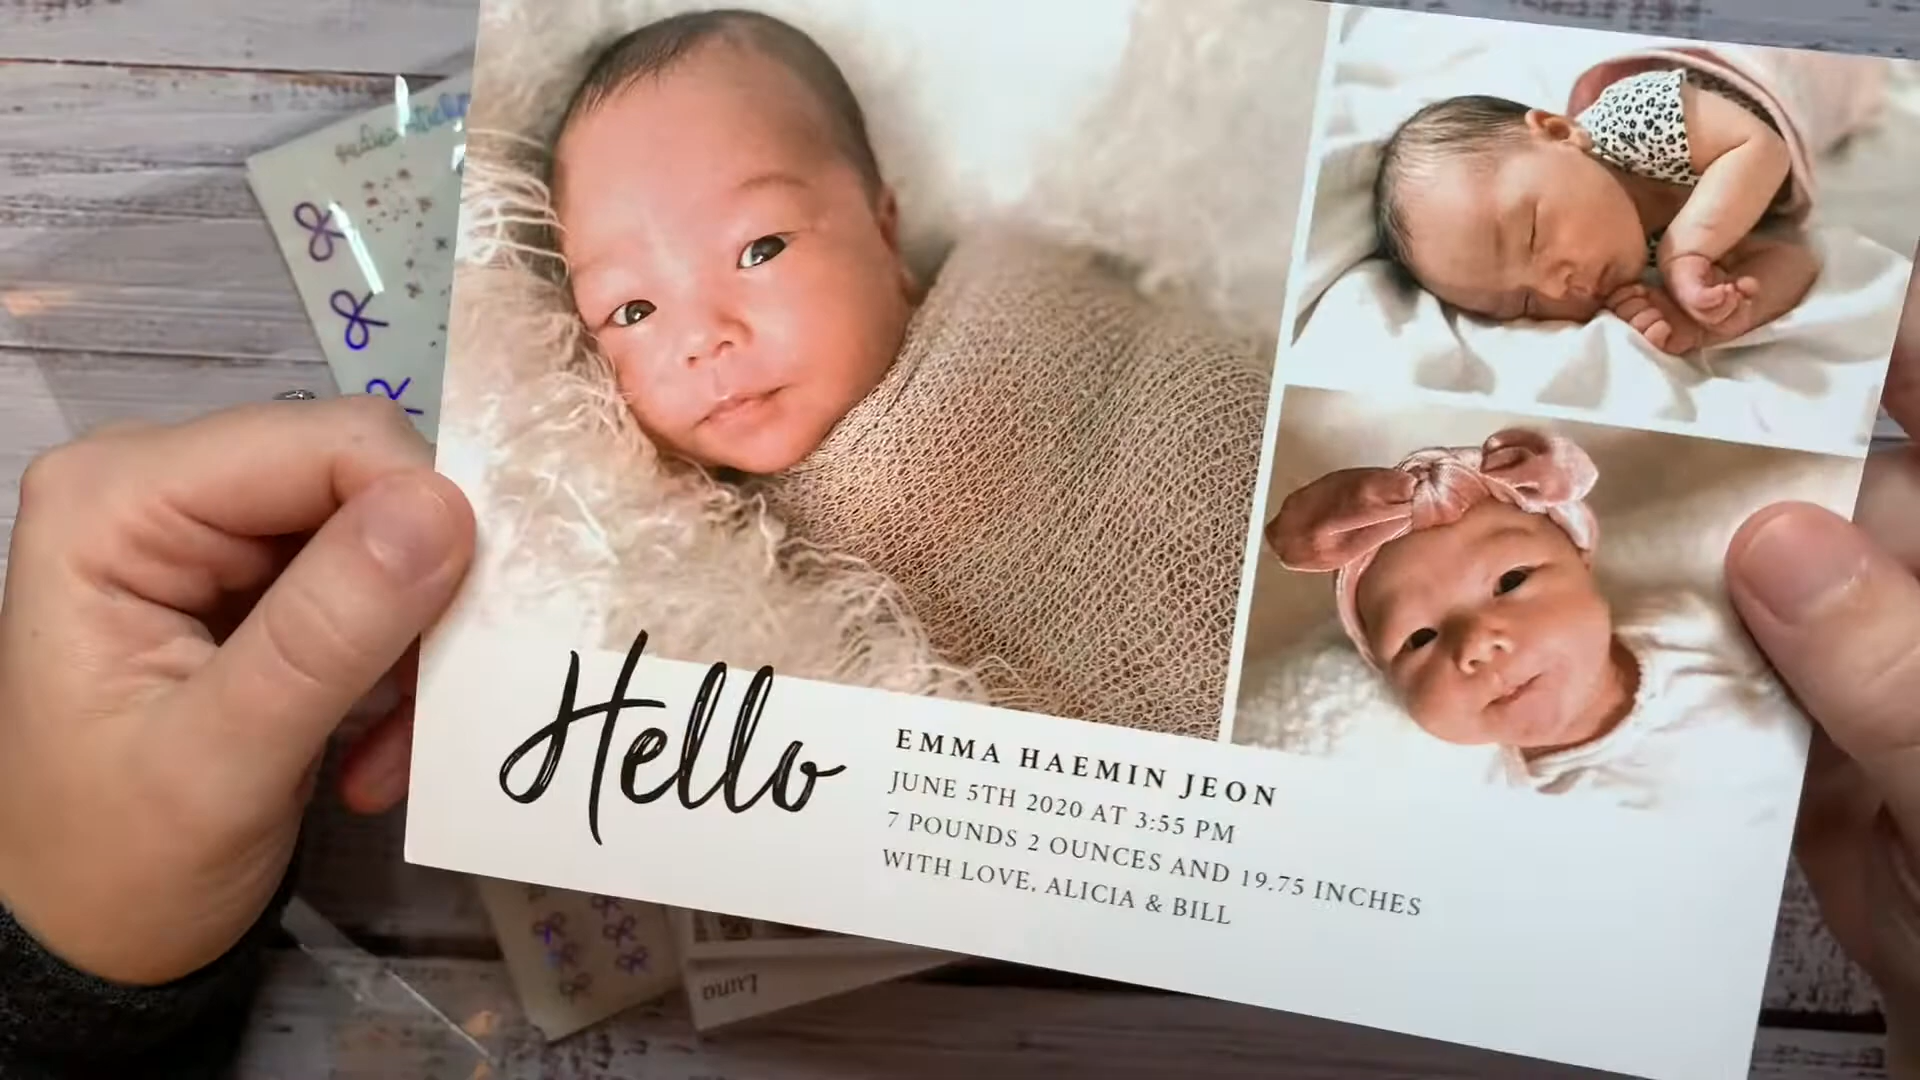 Hello
EMMA HAEMIN JEON
JUNE 5TH 2020 AT 3:55 PM
7 POUNDS 2 OUNCES AND 19.75 INCHES
WITH LOVE, ALICIA & BILL
Luna